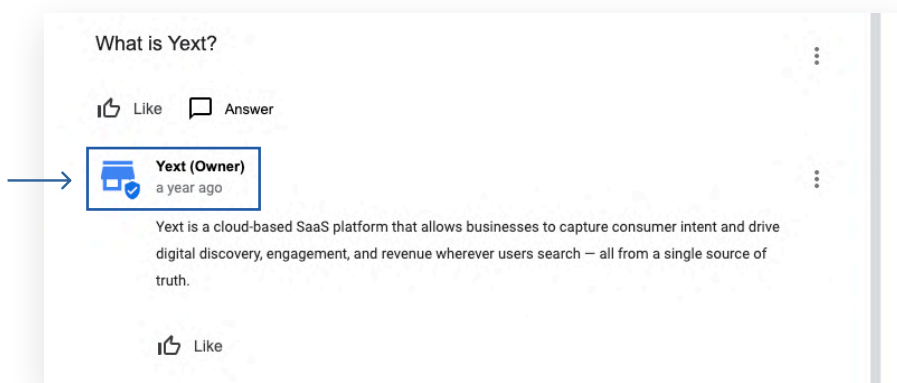 What is Yext?
Like Answer
Yext (Owner)
a year ago
Yext is a cloud-based SaaS platform that allows businesses to capture consumer intent and drive
digital discovery, engagement, and revenue wherever users search — all from a single source of
truth.
Like